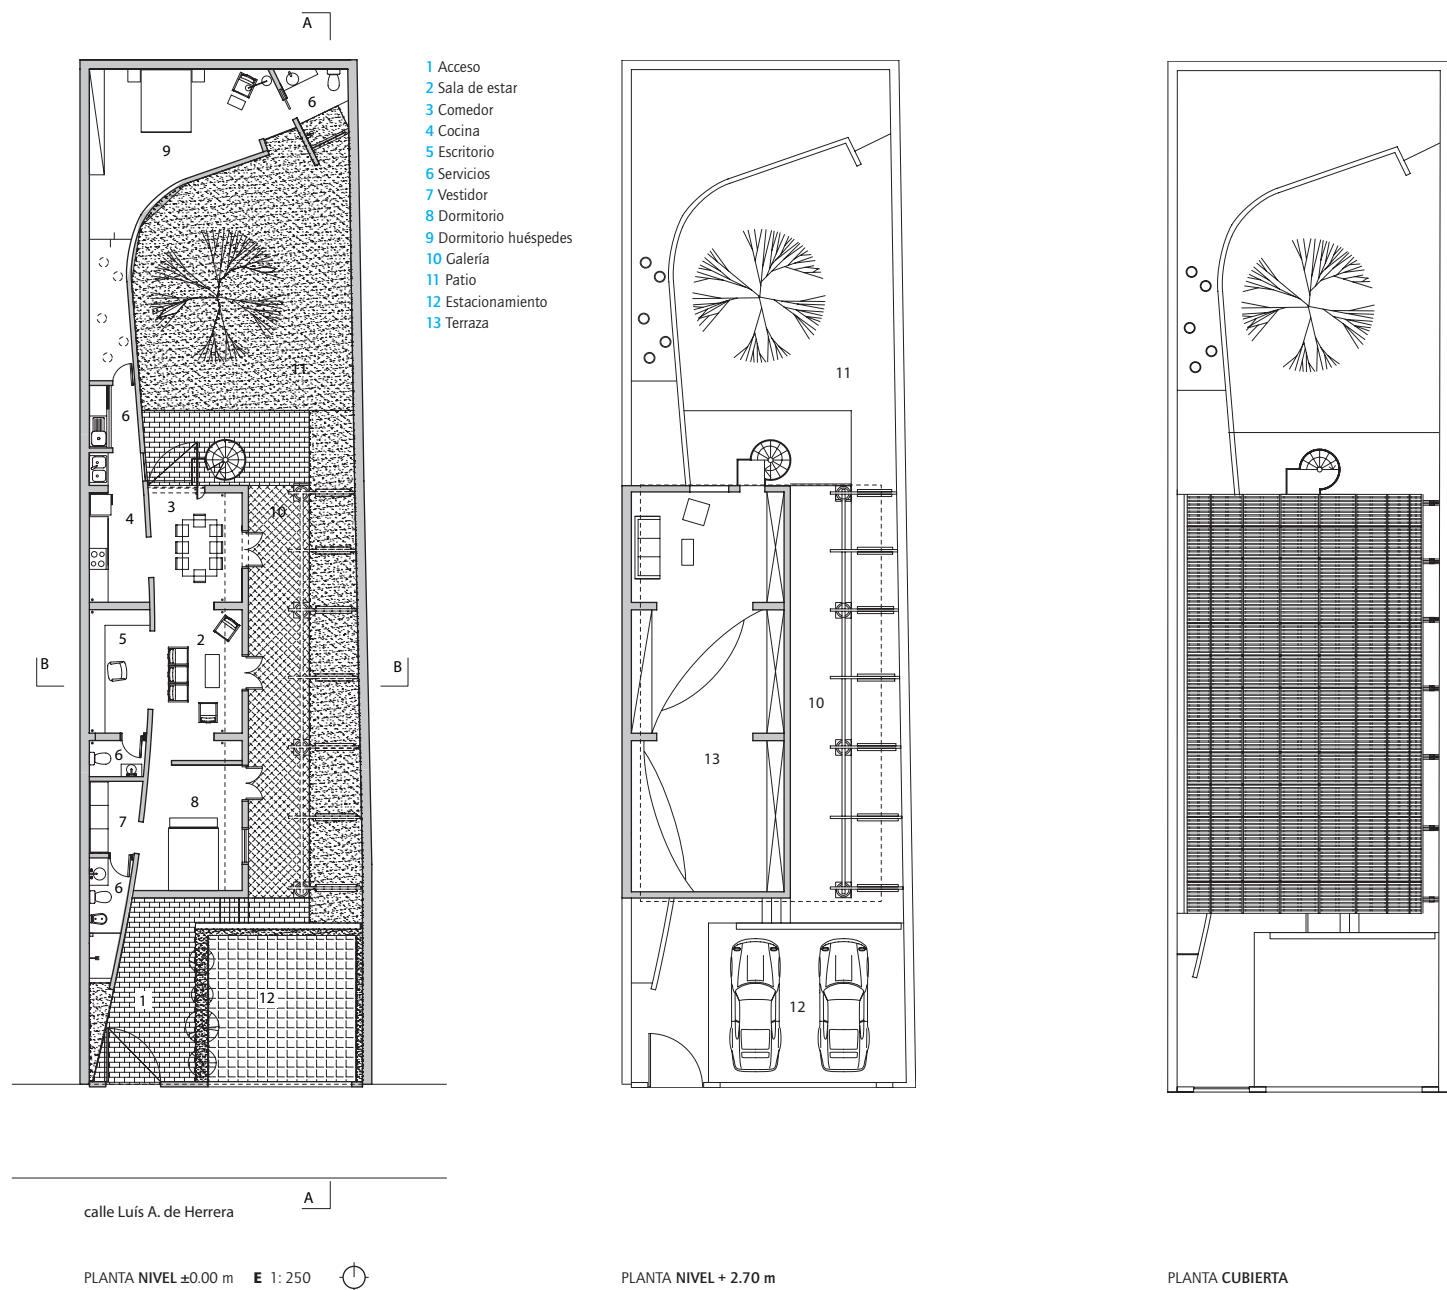 A
1 Acceso
2 Sala de estar
3 Comedor
4 Cocina
5 Escritorio
6 Servicios
7 Vestidor
8 Dormitorio
9 Dormitorio huéspedes
10 Galería
11 Patio
12 Estacionamiento
13 Terraza
6
9
11
6
3
10
4
5
2
B
B
6
8
7
6
1
12
11
10
13
12
A
calle Luís A. de Herrera
PLANTA NIVEL ±0.00 m E 1: 250
PLANTA NIVEL + 2.70 m
PLANTA CUBIERTA